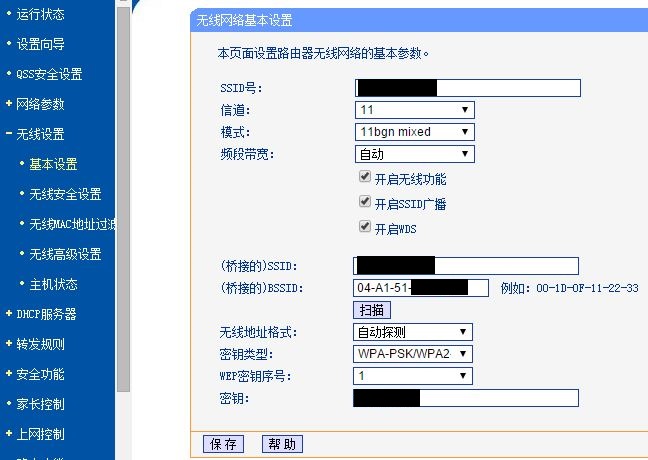 运行状态
设置向导
QSS安全设置
+ 网络参数
- 无线设置
基本设置
无线安全设置
无线MAC地址过滤
无线高级设置
主机状态
+ DHCP服务器
+ 转发规则
+ 安全功能
家长控制
+ 上网控制
无线网络基本设置
本页面设置路由器无线网络的基本参数。
SSID号：
信道： 11
模式： 11bgn mixed
频段带宽： 自动
开启无线功能
开启SSID广播
开启WDS
(桥接的)SSID：
(桥接的)BSSID： 04-A1-51- 例如：00-1D-0F-11-22-33
扫描
无线地址格式： 自动探测
密钥类型： WPA-PSK/WPA2-
WEP密钥序号： 1
密钥：
保存 帮助